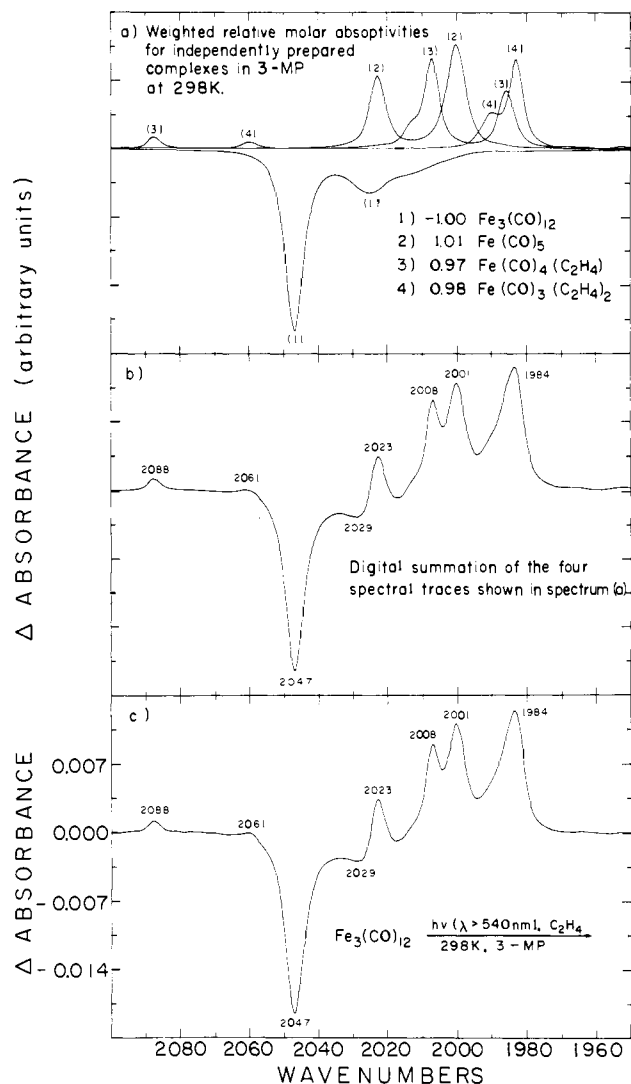 a) Weighted relative molar absoptivities
for independently prepared
complexes in 3-MP
at 298K.
(3)
(4)
(2)
(3)
(2)
(4)
(3)
(4)
(1)
(1)
1) -1.00 Fe₃(CO)₁₂
2) 1.01 Fe(CO)₅
3) 0.97 Fe(CO)₄(C₂H₄)
4) 0.98 Fe(CO)₃(C₂H₄)₂
Δ ABSORBANCE (arbitrary units)
b)
2088
2061
2047
2029
2023
2008
2001
1984
Digital summation of the four
spectral traces shown in spectrum (a).
c)
Δ ABSORBANCE
0.007
0.000
-0.007
-0.014
2088
2061
2047
2029
2023
2008
2001
1984
Fe₃(CO)₁₂ hν (λ > 540nm), C₂H₄
298K, 3-MP
2080 2060 2040 2020 2000 1980 1960
WAVENUMBERS